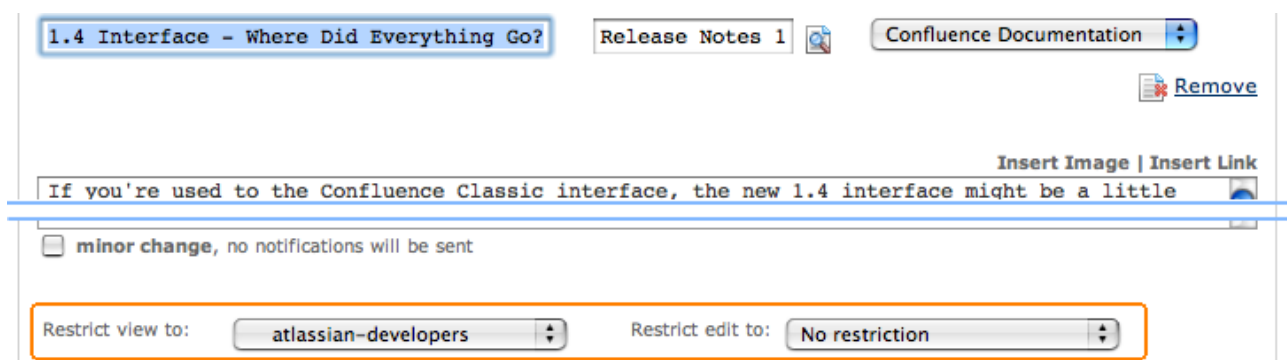 1.4 Interface - Where Did Everything Go? Release Notes 1 Confluence Documentation
Remove
Insert Image | Insert Link
If you're used to the Confluence Classic interface, the new 1.4 interface might be a little
minor change, no notifications will be sent
Restrict view to: atlassian-developers Restrict edit to: No restriction